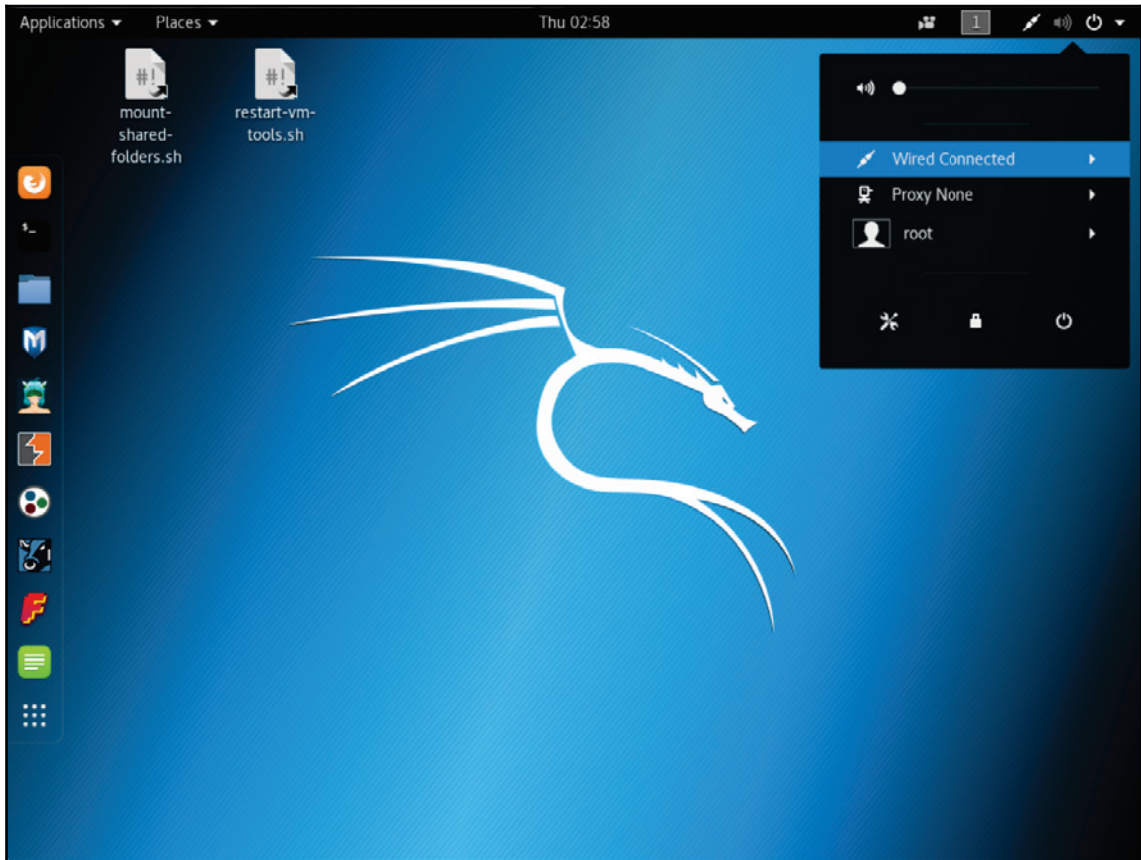 Applications
Places
Thu 02:58
1
#!
mount-
shared-
folders.sh
#!
restart-vm-
tools.sh
Wired Connected
Proxy None
root
$_
M
F